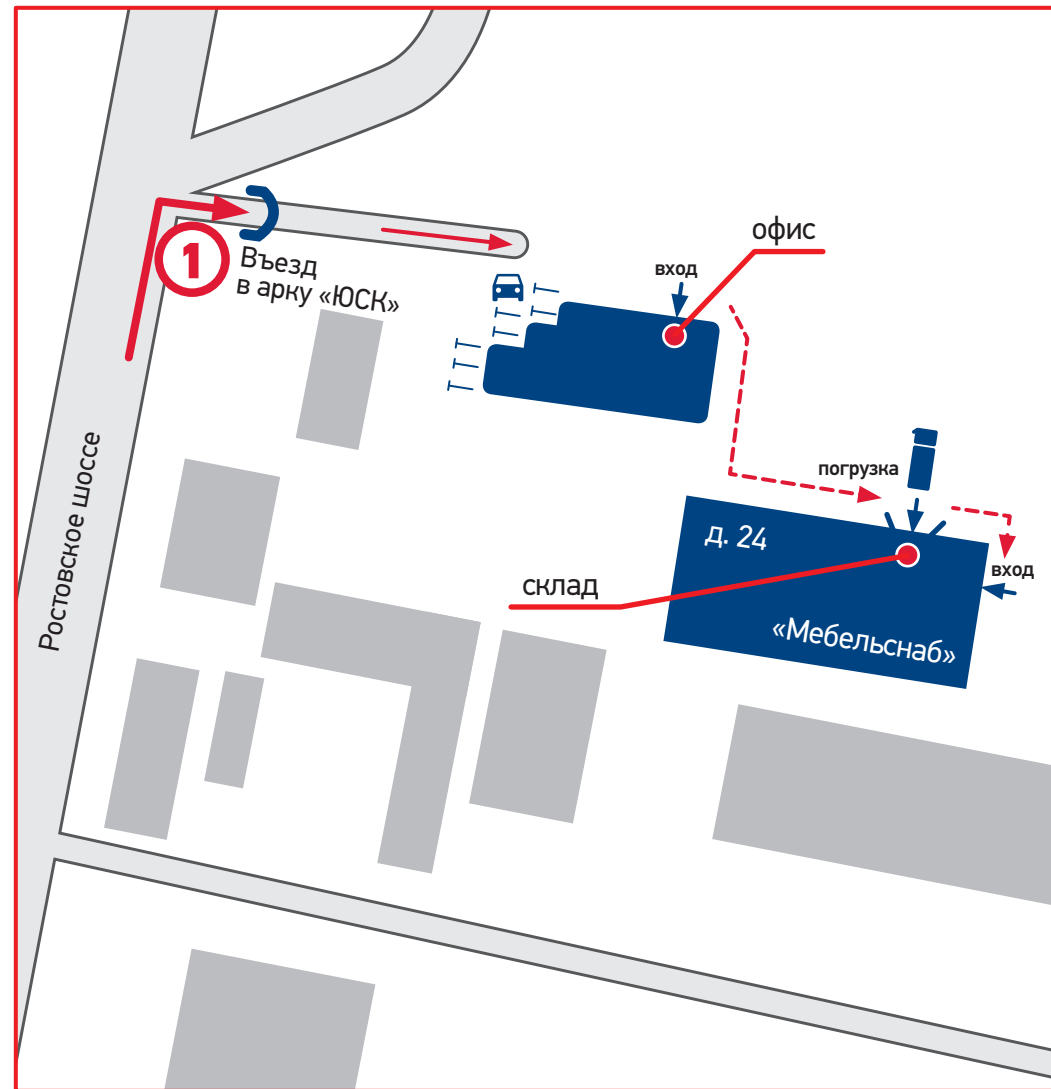 офис
вход
1
Въезд
в арку «ЮСК»
Ростовское шоссе
погрузка
д. 24
вход
склад
«Мебельснаб»